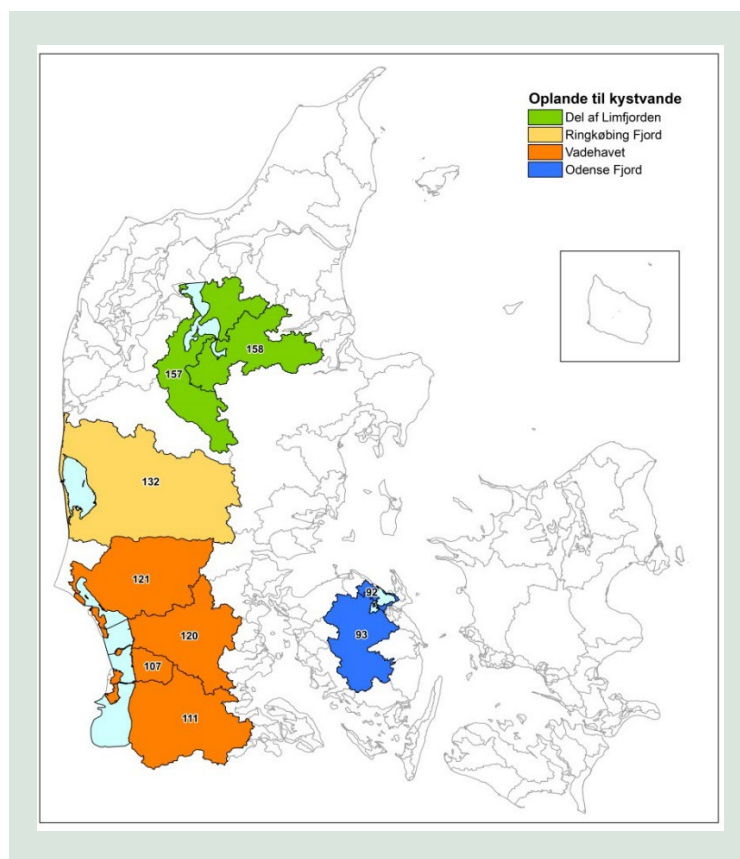 Oplande til kystvande
Del af Limfjorden
Ringkøbing Fjord
Vadehavet
Odense Fjord
158
157
132
121
92
93
120
107
111